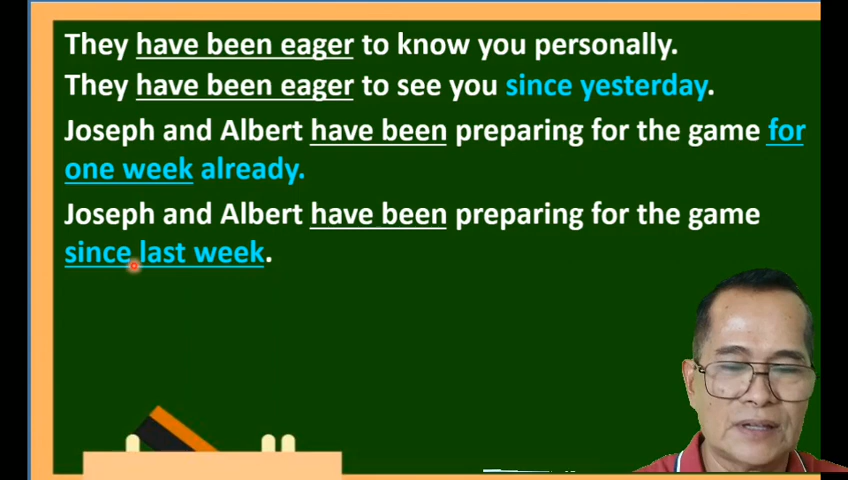 They have been eager to know you personally.
They have been eager to see you since yesterday.
Joseph and Albert have been preparing for the game for
one week already.
Joseph and Albert have been preparing for the game
since last week.